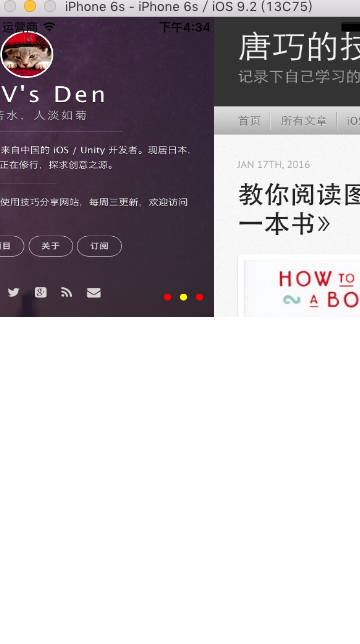 iPhone 6s - iPhone 6s / iOS 9.2 (13C75)
运营商
下午4:34
V's Den
苦水，人淡如菊
来自中国的 iOS / Unity 开发者。现居日本，
正在修行，探求创意之源。
使用技巧分享网站，每周三更新，欢迎访问
关于
订阅
唐巧的技
记录下自己学习的
首页
所有文章
iO
JAN 17TH, 2016
教你阅读图
一本书》
HOW TO
A BO